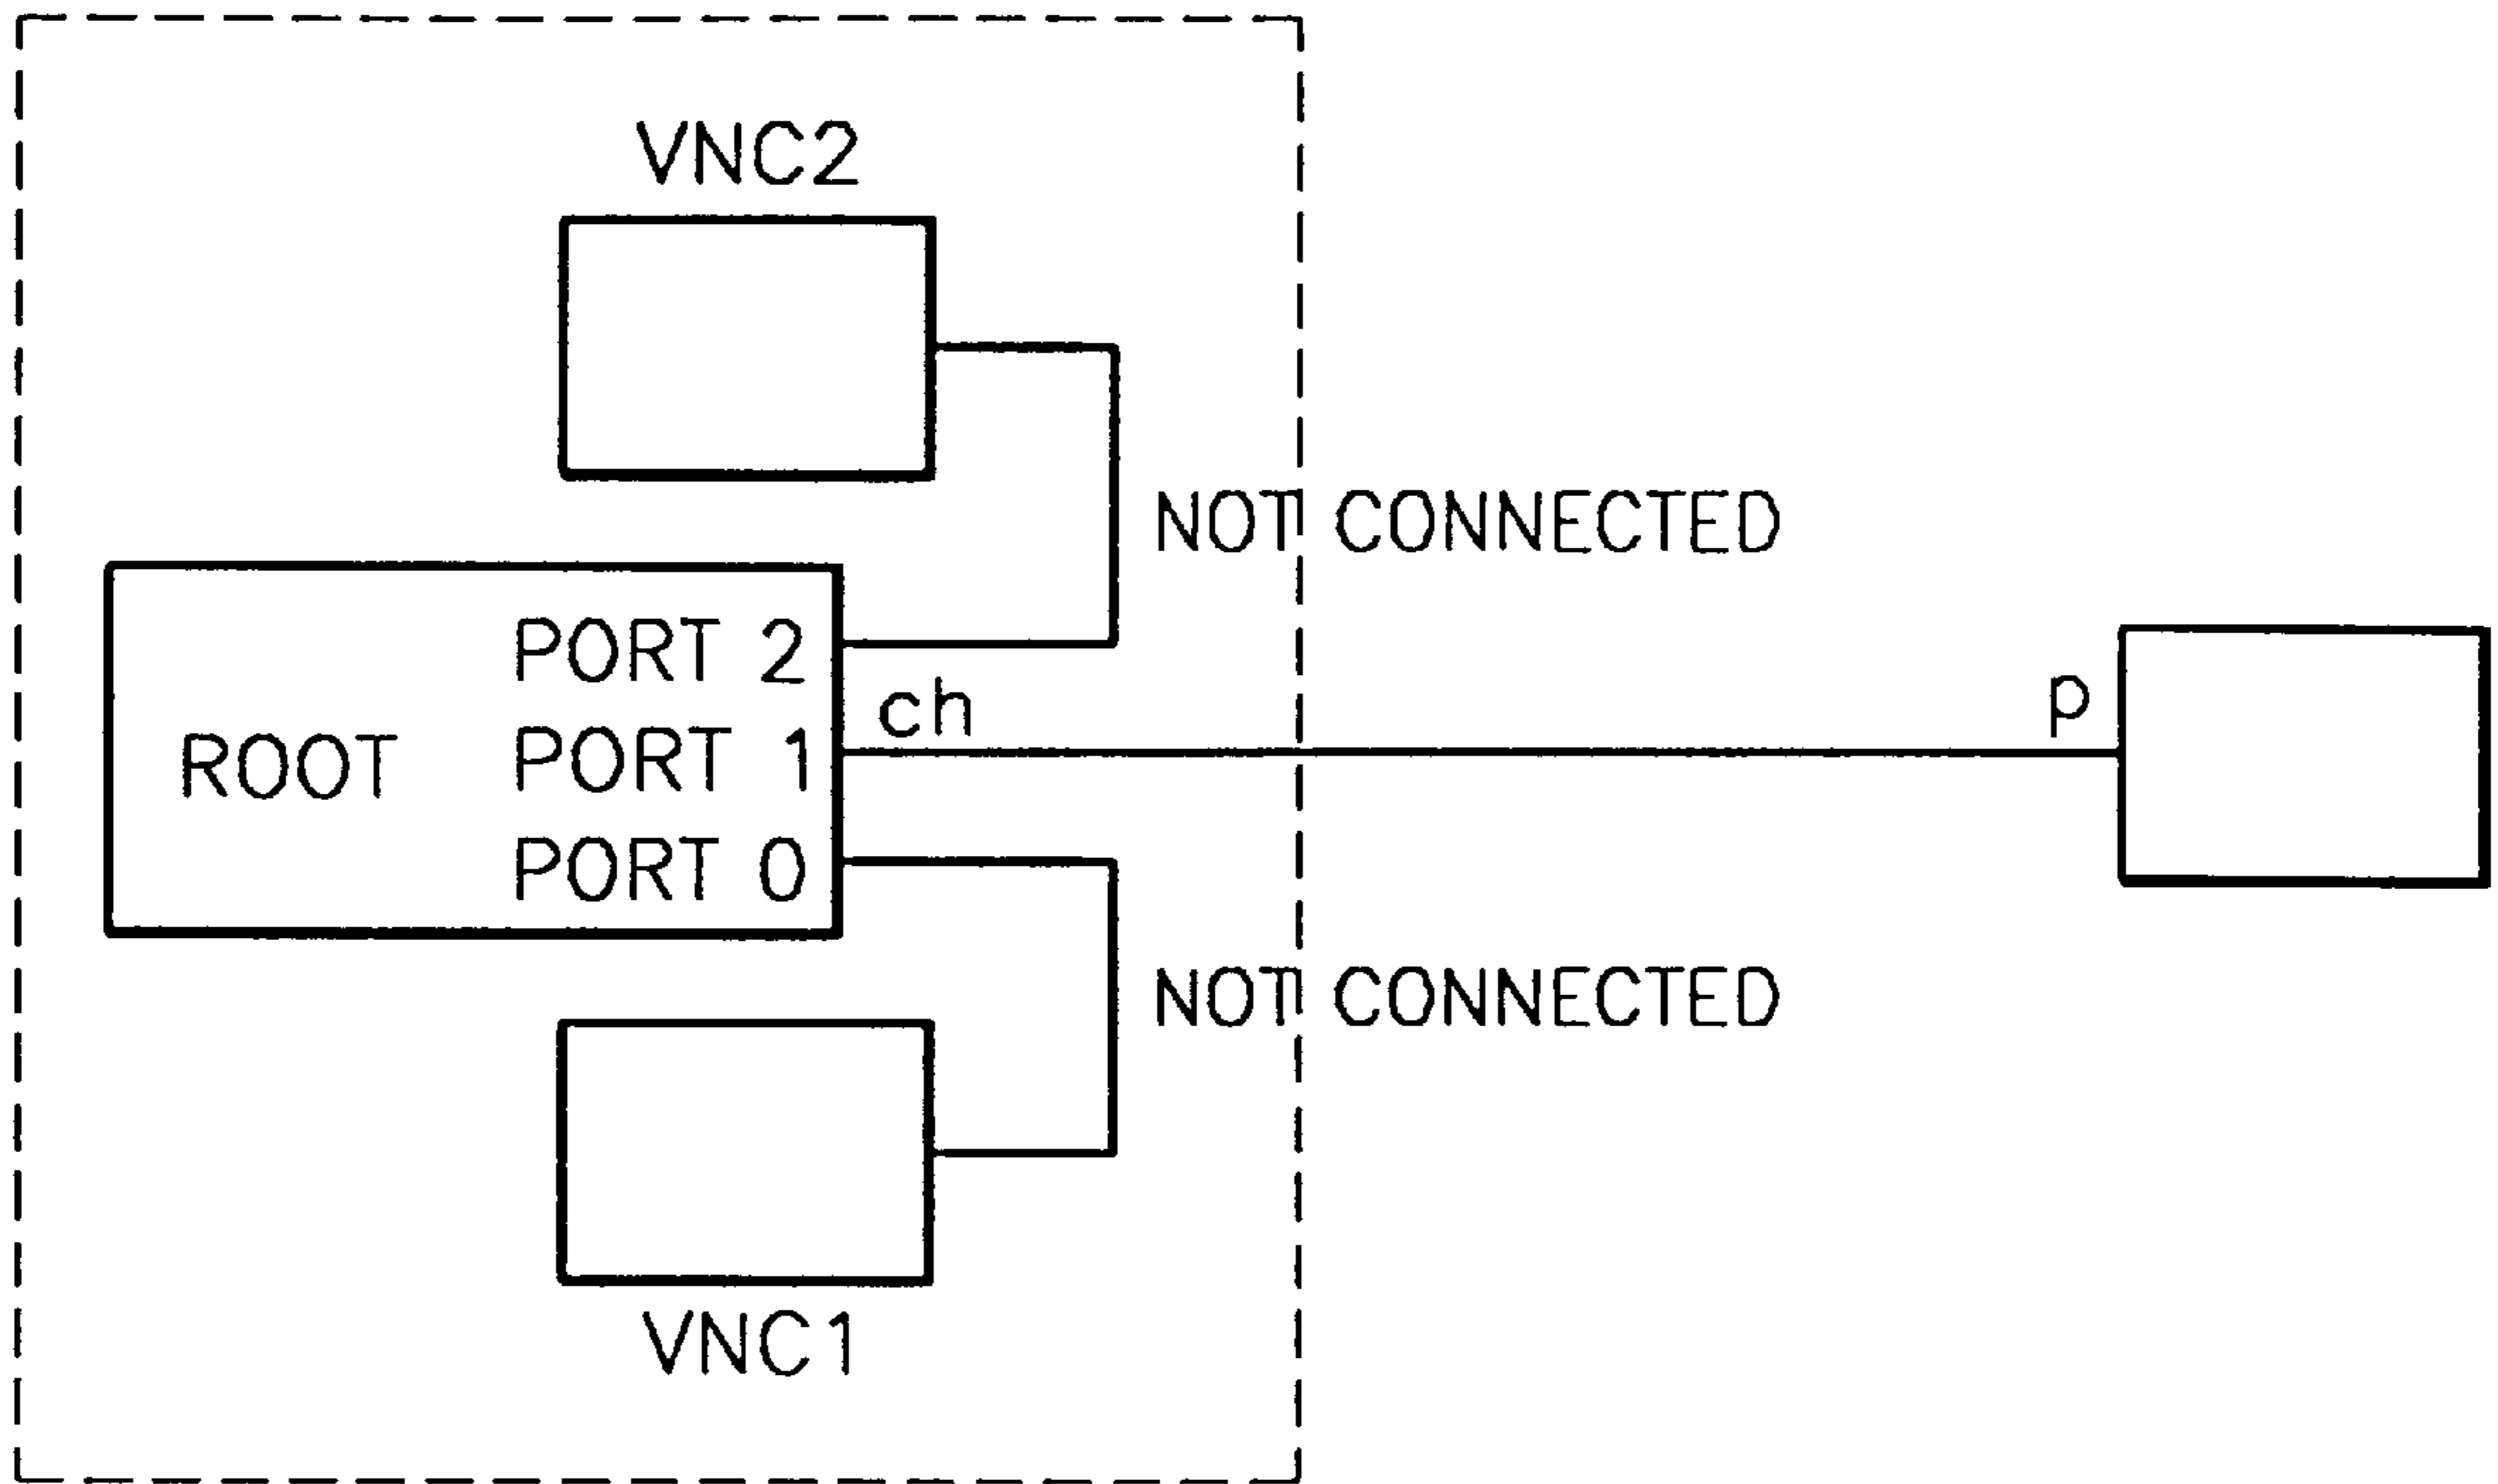 VNC2
NOT CONNECTED
PORT 2
ch
p
ROOT
PORT 1
PORT 0
NOT CONNECTED
VNC1